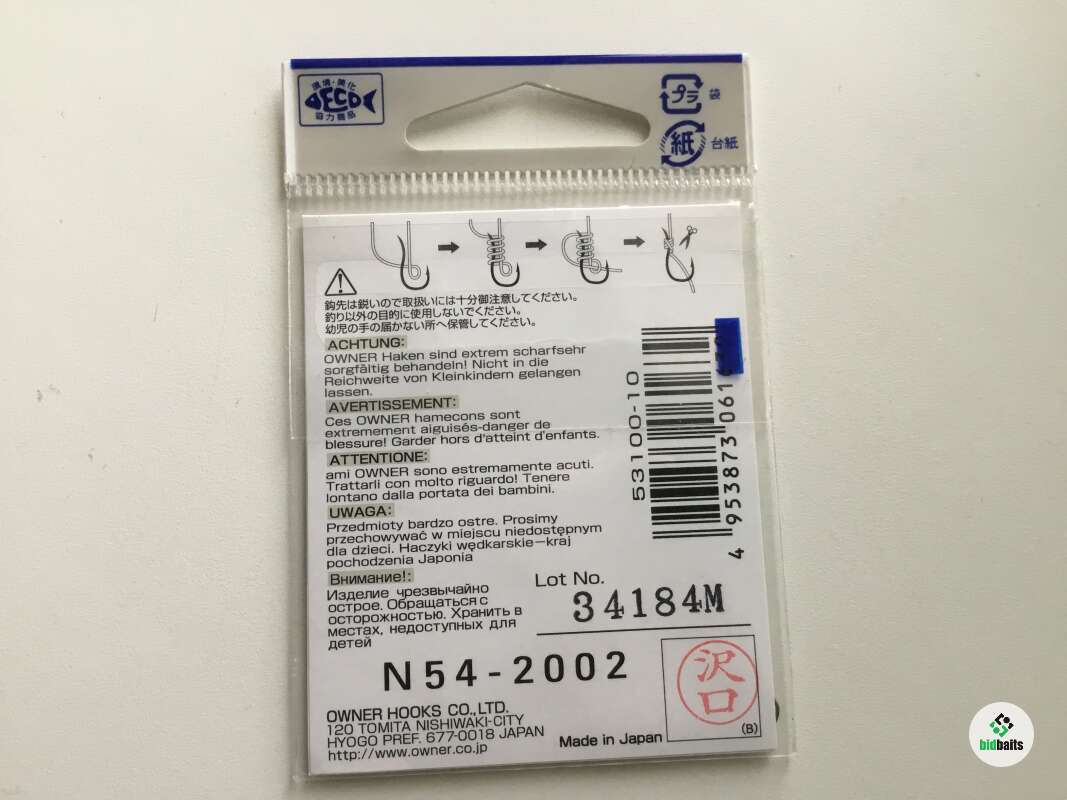 環境・美化
ECO
協力商品
プラ 袋
紙 台紙
鈎先は鋭いので取扱いには十分御注意してください。
釣り以外の目的に使用しないでください。
幼児の手の届かない所へ保管してください。
ACHTUNG:
OWNER Haken sind extrem scharfsehr
sorgfältig behandeln! Nicht in die
Reichweite von Kleinkindern gelangen
lassen.
AVERTISSEMENT:
Ces OWNER hamecons sont
extremement aiguisés-danger de
blessure! Garder hors d'atteint d'enfants.
ATTENTIONE:
ami OWNER sono estremamente acuti.
Trattarli con molto riguardo! Tenere
lontano dalla portata dei bambini.
UWAGA:
Przedmioty bardzo ostre. Prosimy
przechowywać w miejscu niedostępnym
dla dzieci. Haczyki wędkarskie—kraj
pochodzenia Japonia
Внимание!:
Изделие чрезвычайно
острое. Обращаться с
осторожностью. Хранить в
местах, недоступных для
детей
53100-10
4 953873 061
Lot No.
34184M
N54-2002
沢口
(B)
OWNER HOOKS CO.,LTD.
120 TOMITA NISHIWAKI-CITY
HYOGO PREF. 677-0018 JAPAN
http://www.owner.co.jp
Made in Japan
bidbaits